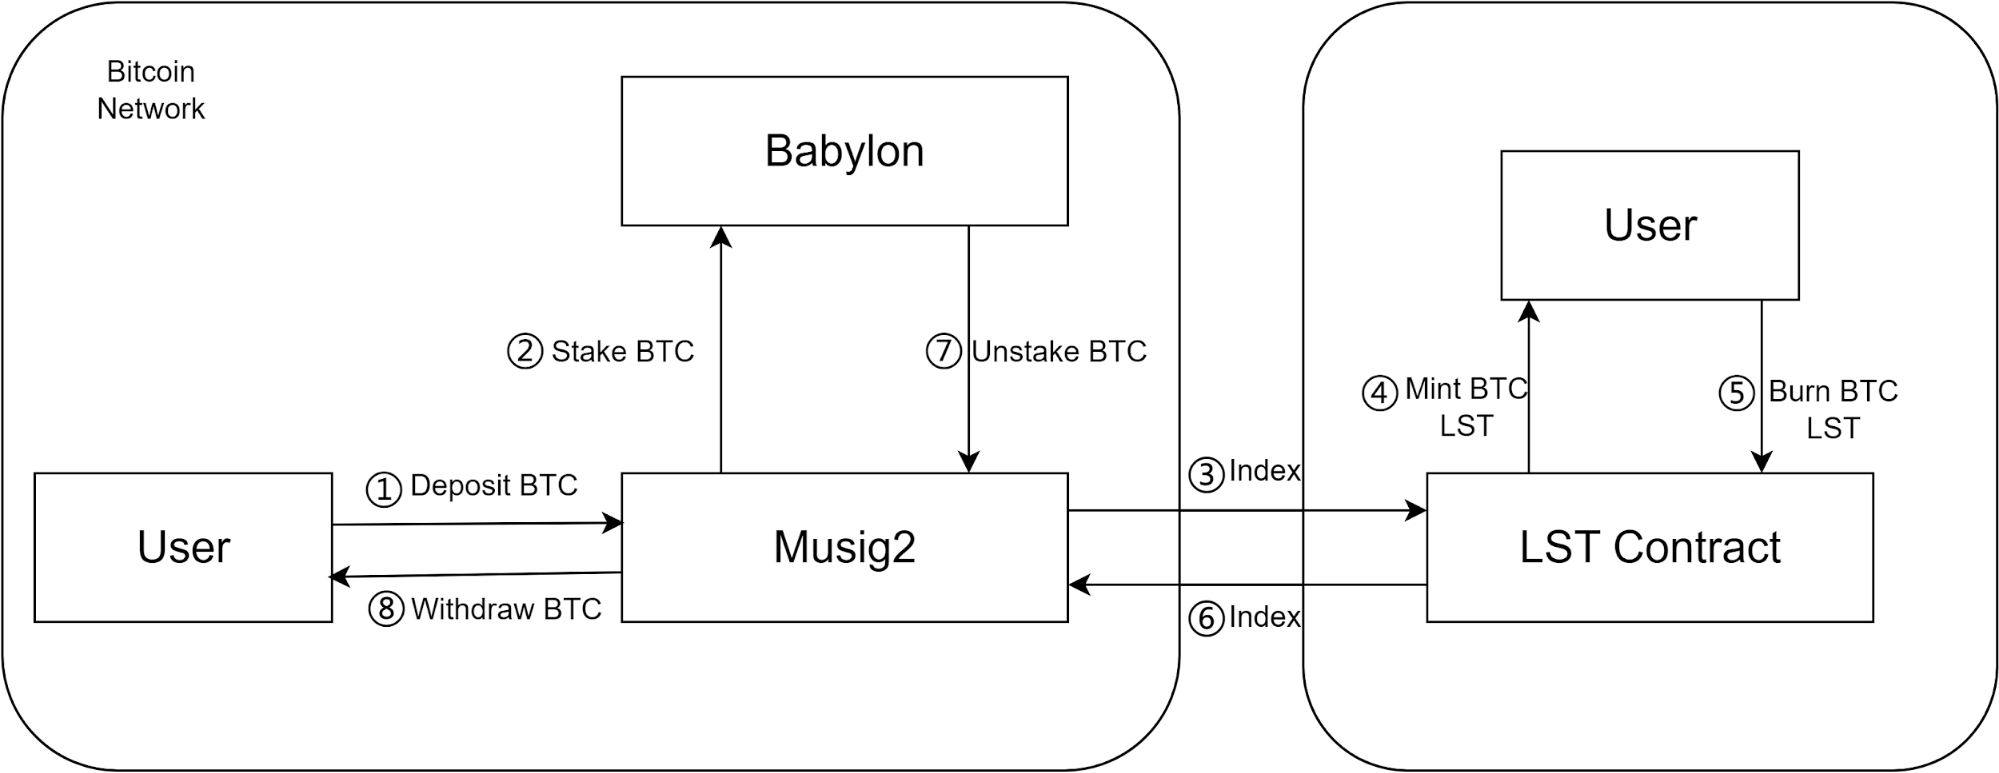 Bitcoin
Network
Babylon
User
② Stake BTC
⑦ Unstake BTC
④ Mint BTC
LST
⑤ Burn BTC
LST
① Deposit BTC
③ Index
User
Musig2
LST Contract
⑧ Withdraw BTC
⑥ Index